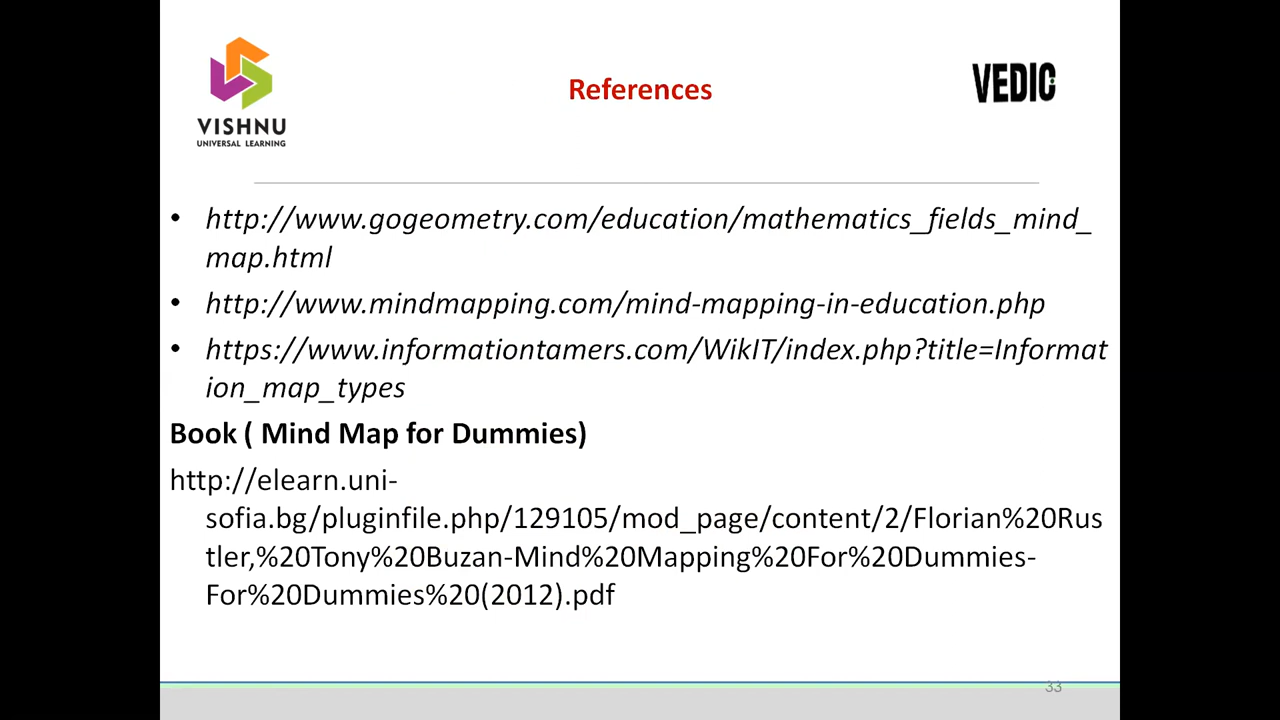 VISHNU
UNIVERSAL LEARNING
References
VEDIC
• http://www.gogeometry.com/education/mathematics_fields_mind_
map.html
• http://www.mindmapping.com/mind-mapping-in-education.php
• https://www.informationtamers.com/WikIT/index.php?title=Informat
ion_map_types
Book ( Mind Map for Dummies)
http://elearn.uni-
sofia.bg/pluginfile.php/129105/mod_page/content/2/Florian%20Rus
tler,%20Tony%20Buzan-Mind%20Mapping%20For%20Dummies-
For%20Dummies%20(2012).pdf
33